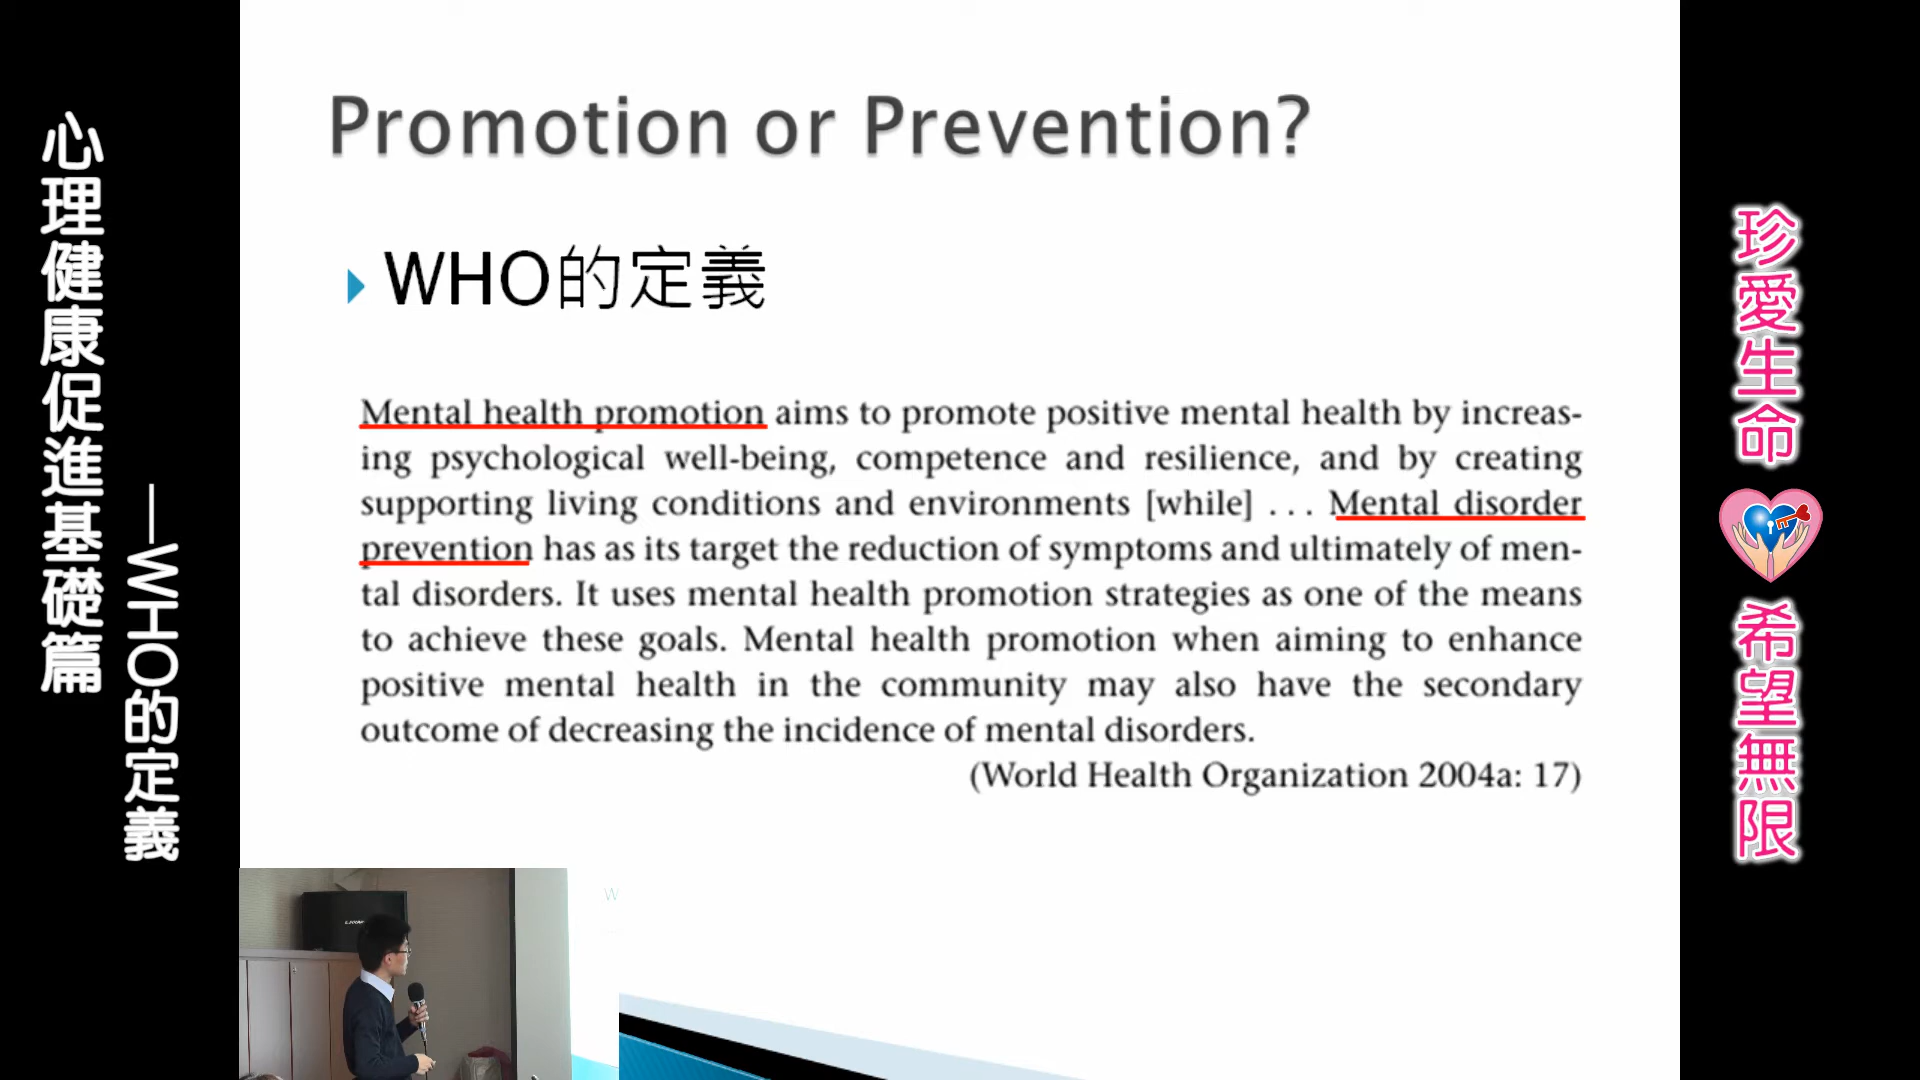 心理健康促進基礎篇
—WHO的定義
Promotion or Prevention?
WHO的定義
Mental health promotion aims to promote positive mental health by increas-
ing psychological well-being, competence and resilience, and by creating
supporting living conditions and environments [while] ... Mental disorder
prevention has as its target the reduction of symptoms and ultimately of men-
tal disorders. It uses mental health promotion strategies as one of the means
to achieve these goals. Mental health promotion when aiming to enhance
positive mental health in the community may also have the secondary
outcome of decreasing the incidence of mental disorders.
(World Health Organization 2004a: 17)
W
珍愛生命
希望無限